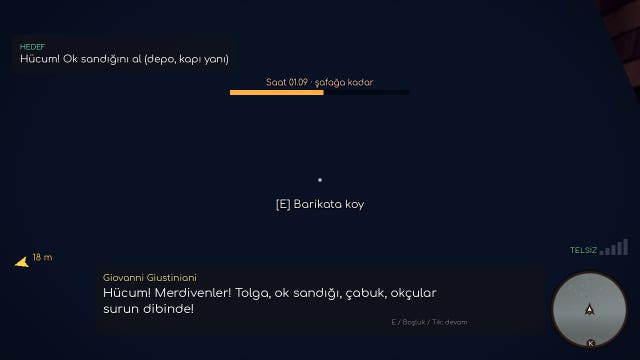 HEDEF
Hücum! Ok sandığını al (depo, kapı yanı)
Saat 01.09 · şafağa kadar
[E] Barikata koy
18 m
TELSİZ
Giovanni Giustiniani
Hücum! Merdivenler! Tolga, ok sandığı, çabuk, okçular
surun dibinde!
E / Boşluk / Tık: devam
K